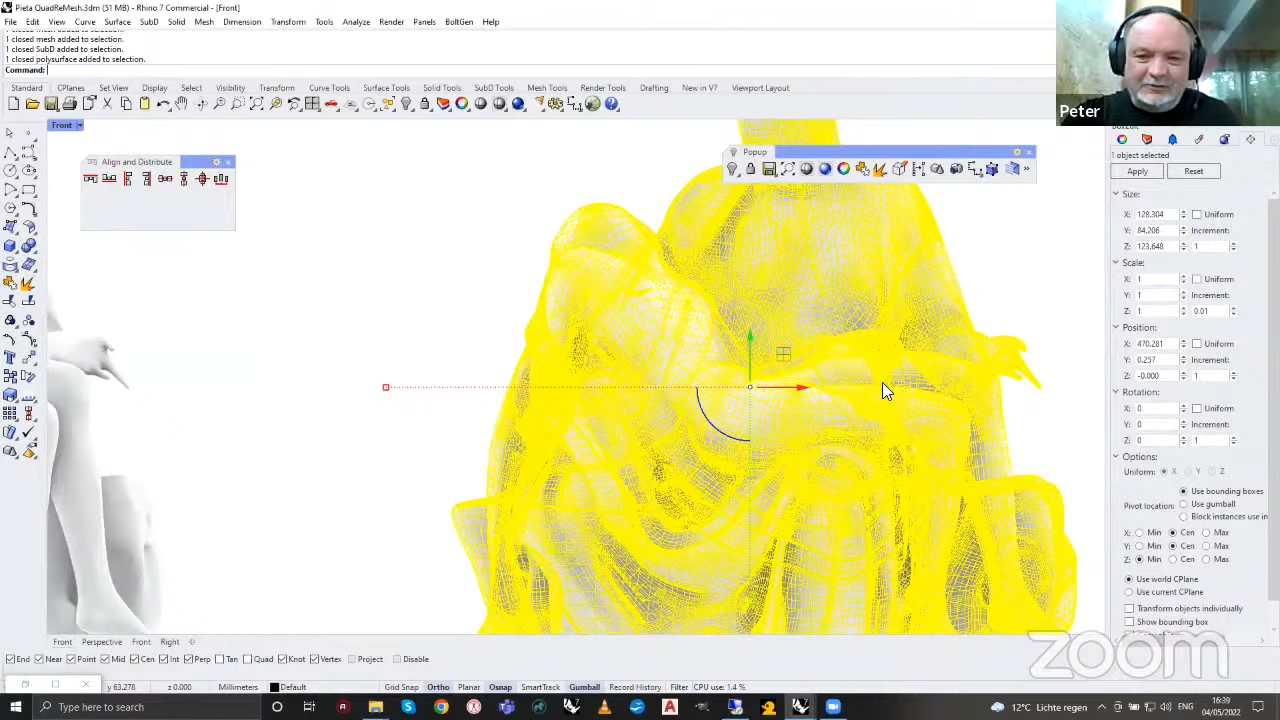 Pieta QuadReMesh.3dm (51 MB) - Rhino 7 Commercial - [Front]
File Edit View Curve Surface SubD Solid Mesh Dimension Transform Tools Analyze Render Panels BoltGen Help
1 closed mesh added to selection.
1 closed SubD added to selection.
1 closed polysurface added to selection.
Command:
Standard CPlanes Set View Display Select Viewport Layout Visibility Transform Curve Tools Surface Tools Solid Tools SubD Tools Mesh Tools Render Tools Drafting New in V7
Peter
Front
Align and Distribute
Popup
1 object selected
Apply Reset
Size:
X: 128.304 Uniform
Y: 84.206 Increment:
Z: 123.648 1
Scale:
X: 1 Uniform
Y: 1 Increment:
Z: 1 0.01
Position:
X: 470.281 Uniform
Y: 0.257 Increment:
Z: -0.000 1
Rotation:
X: 0 Uniform
Y: 0 Increment:
Z: 0 1
Options:
Uniform: X Y Z
Use bounding boxes
Pivot location: Use gumball
Block instances use in
X: Min Cen Max
Y: Min Cen Max
Z: Min Cen Max
Use world CPlane
Use current CPlane
Transform objects individually
Show bounding box
Front Perspective Front Right
zoom
End Near Point Mid Cen Int Perp Tan Quad Knot Vertex Project Disable
y 63.278 z 0.000 Millimeters Default Grid Snap Ortho Planar Osnap SmartTrack Gumball Record History Filter CPU use: 1.4 %
Type here to search
12°C Lichte regen
16:39
04/05/2022